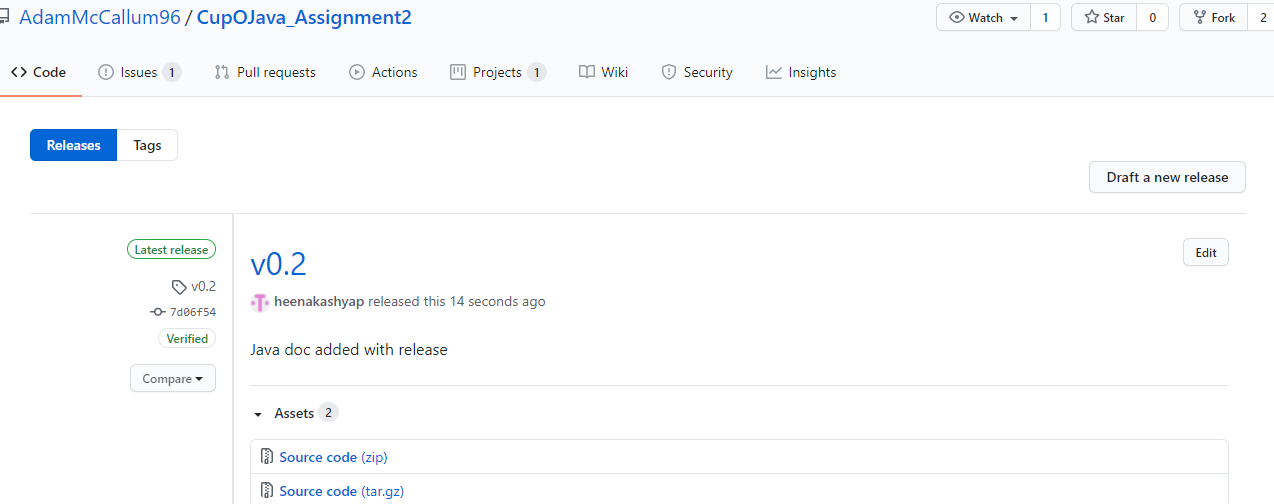 AdamMcCallum96 / CupOJava_Assignment2 Watch 1 Star 0 Fork 2
Code Issues 1 Pull requests Actions Projects 1 Wiki Security Insights
Releases Tags
Draft a new release
Latest release
v0.2 Edit
v0.2
heenakashyap released this 14 seconds ago
7d06f54
Verified
Java doc added with release
Compare
Assets 2
Source code (zip)
Source code (tar.gz)